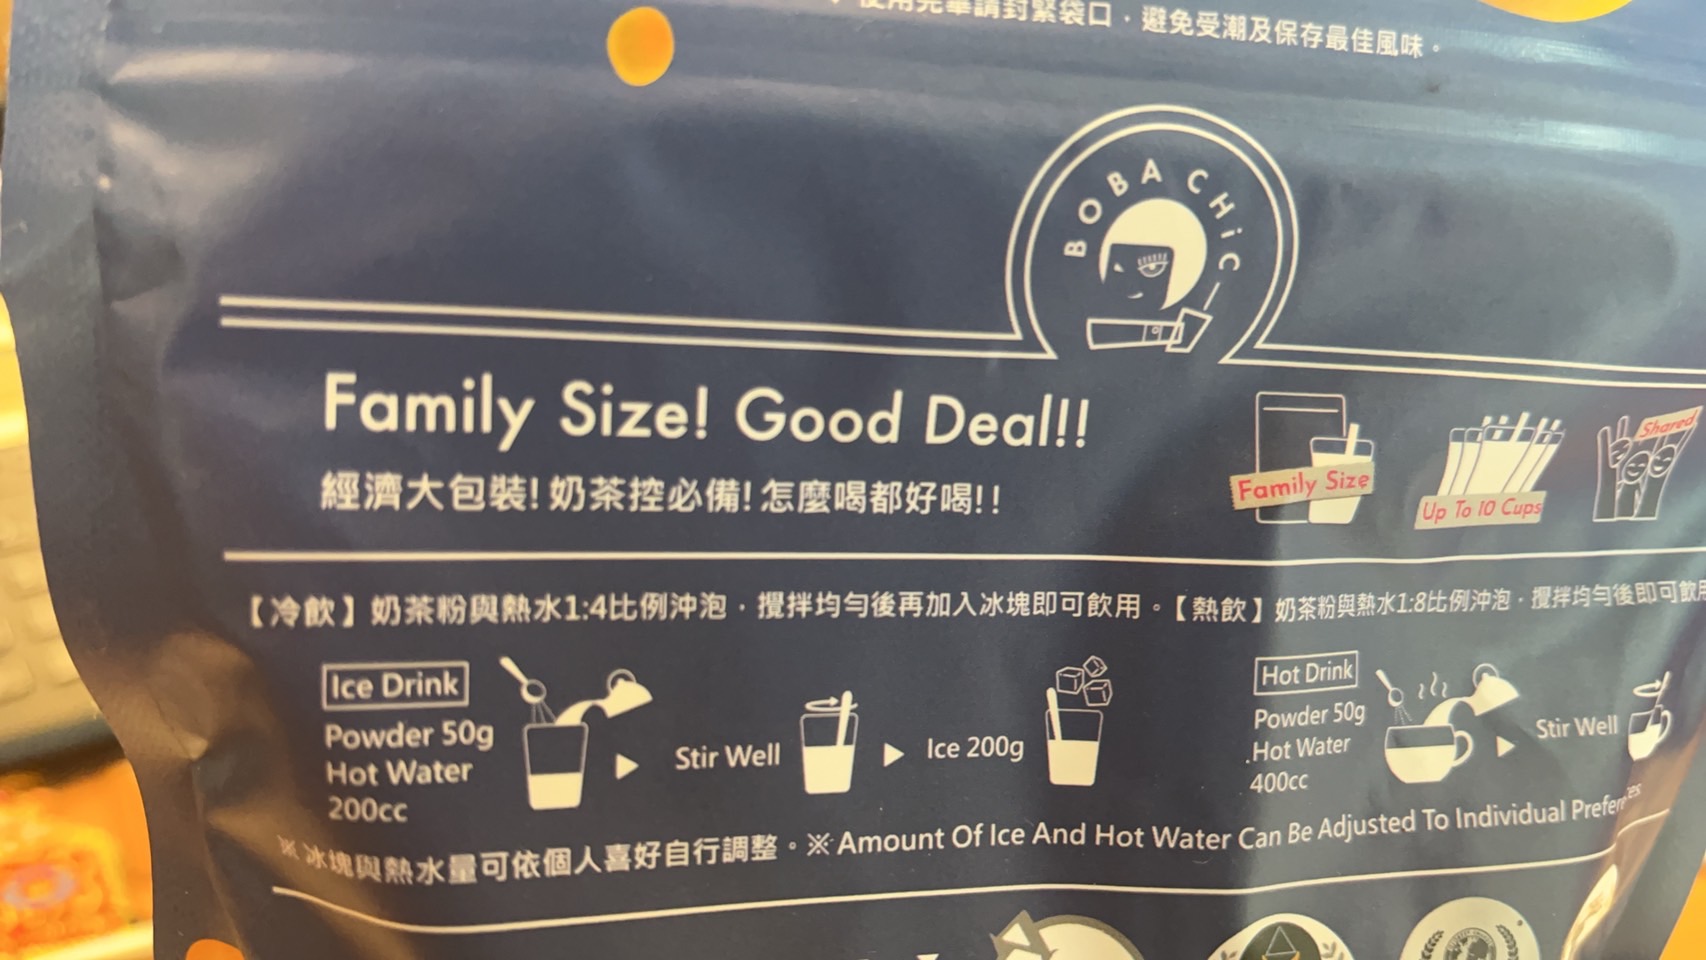 使用完畢請封緊袋口，避免受潮及保存最佳風味。
BOBA CHiC
Family Size! Good Deal!!
經濟大包裝!奶茶控必備!怎麼喝都好喝!!
Family Size
Up To 10 Cups
Shared
【冷飲】奶茶粉與熱水1:4比例沖泡，攪拌均勻後再加入冰塊即可飲用。【熱飲】奶茶粉與熱水1:8比例沖泡，攪拌均勻後即可飲用
Ice Drink
Powder 50g
Hot Water
200cc
Stir Well
Ice 200g
Hot Drink
Powder 50g
Hot Water
400cc
Stir Well
※冰塊與熱水量可依個人喜好自行調整。※Amount Of Ice And Hot Water Can Be Adjusted To Individual Preferences